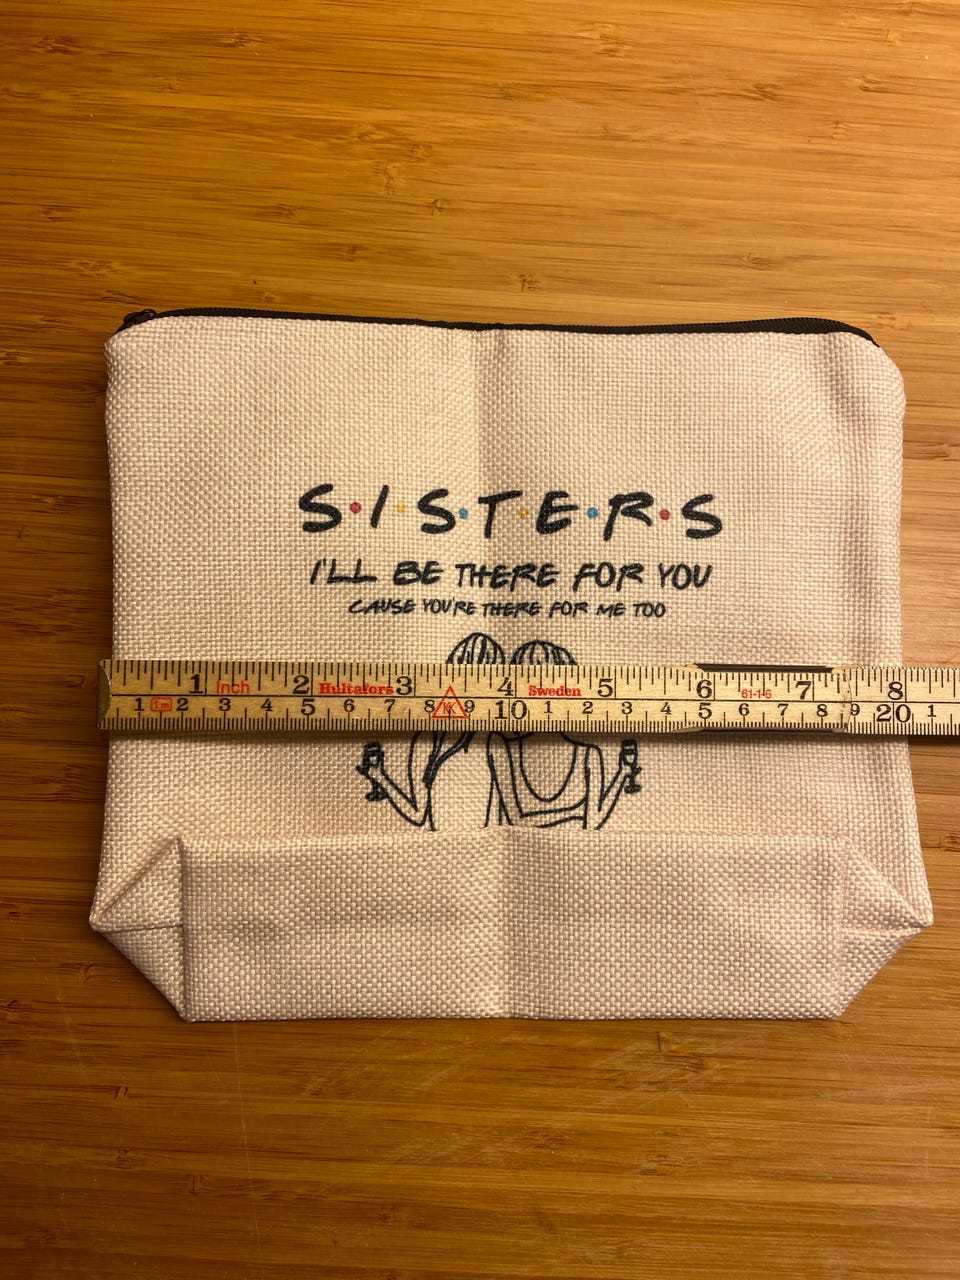 S•I•S•T•E•R•S
I'LL BE THERE FOR YOU
CAUSE YOU'RE THERE FOR ME TOO
1 Inch 2 Hultafors 3 4 Sweden 5 6 61-1-6 7 8
1 1m 2 3 4 5 6 7 8 9 10 1 2 3 4 5 6 7 8 9 20 1